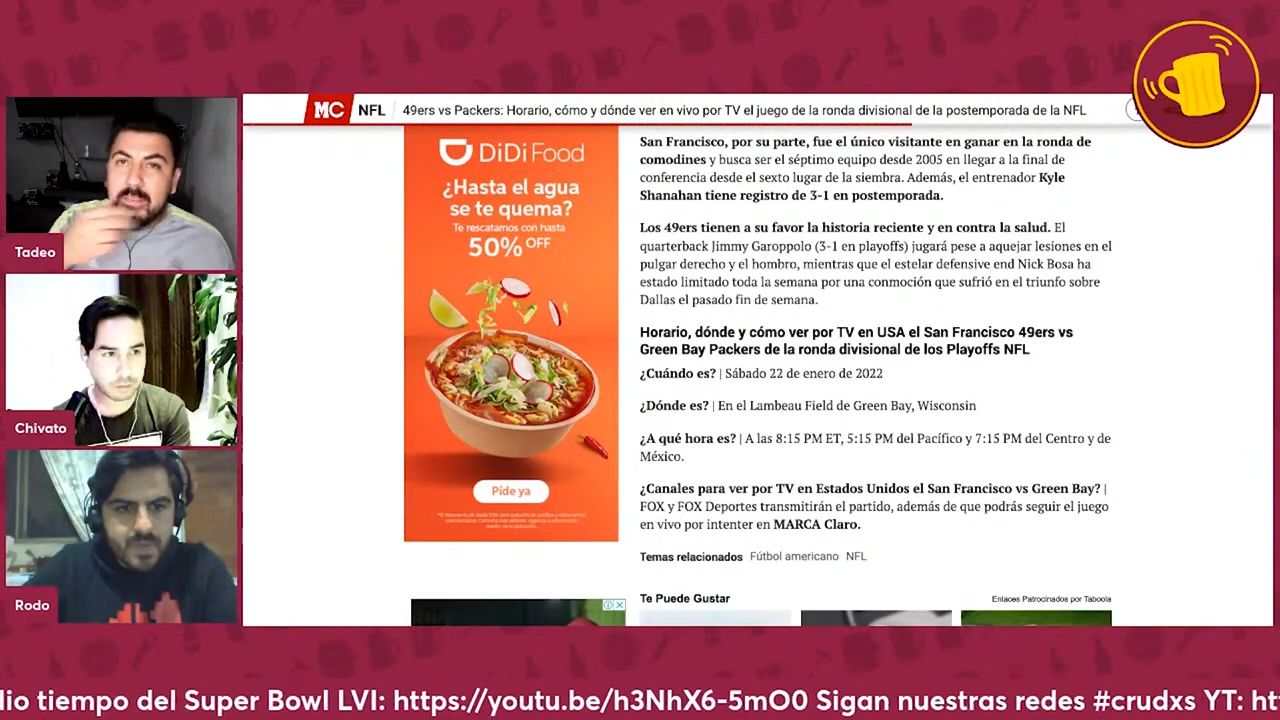 MC NFL 49ers vs Packers: Horario, cómo y dónde ver en vivo por TV el juego de la ronda divisional de la postemporada de la NFL
Tadeo
Chivato
Rodo
DiDi Food
¿Hasta el agua
se te quema?
Te rescatamos con hasta
50% OFF
Pide ya
San Francisco, por su parte, fue el único visitante en ganar en la ronda de
comodines y busca ser el séptimo equipo desde 2005 en llegar a la final de
conferencia desde el sexto lugar de la siembra. Además, el entrenador Kyle
Shanahan tiene registro de 3-1 en postemporada.
Los 49ers tienen a su favor la historia reciente y en contra la salud. El
quarterback Jimmy Garoppolo (3-1 en playoffs) jugará pese a aquejar lesiones en el
pulgar derecho y el hombro, mientras que el estelar defensive end Nick Bosa ha
estado limitado toda la semana por una conmoción que sufrió en el triunfo sobre
Dallas el pasado fin de semana.
Horario, dónde y cómo ver por TV en USA el San Francisco 49ers vs
Green Bay Packers de la ronda divisional de los Playoffs NFL
¿Cuándo es? | Sábado 22 de enero de 2022
¿Dónde es? | En el Lambeau Field de Green Bay, Wisconsin
¿A qué hora es? | A las 8:15 PM ET, 5:15 PM del Pacífico y 7:15 PM del Centro y de
México.
¿Canales para ver por TV en Estados Unidos el San Francisco vs Green Bay? |
FOX y FOX Deportes transmitirán el partido, además de que podrás seguir el juego
en vivo por intenter en MARCA Claro.
Temas relacionados Fútbol americano NFL
Te Puede Gustar
Enlaces Patrocinados por Taboola
dio tiempo del Super Bowl LVI: https://youtu.be/h3NhX6-5mO0 Sigan nuestras redes #crudxs YT: ht